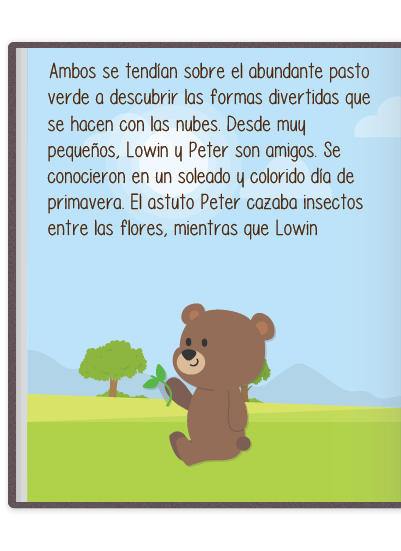 Ambos se tendían sobre el abundante pasto
verde a descubrir las formas divertidas que
se hacen con las nubes. Desde muy
pequeños, Lowin y Peter son amigos. Se
conocieron en un soleado y colorido día de
primavera. El astuto Peter cazaba insectos
entre las flores, mientras que Lowin